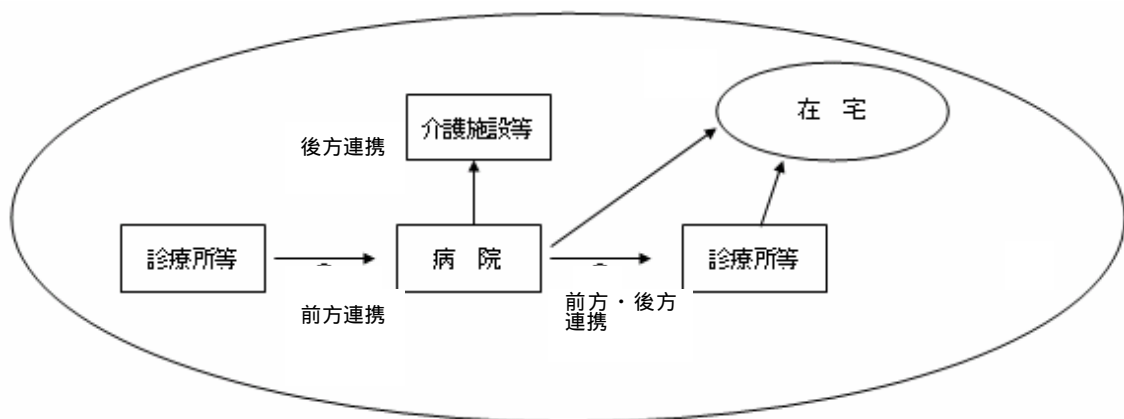 在　宅
介護施設等
後方連携
診療所等
病　院
診療所等
前方連携
前方・後方
連携